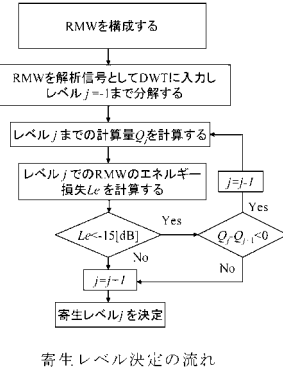 RMWを構成する
RMWを解析信号としてDWTに入力し
レベル j=-1まで分解する
レベル jまでの計算量Qjを計算する
レベル jでのRMWのエネルギー
損失Leを計算する
j=j-1
Yes
Le<-15[dB]
Yes
Qj-Qj-1<0
No
No
j=j-1
寄生レベルj を決定
寄生レベル決定の流れ